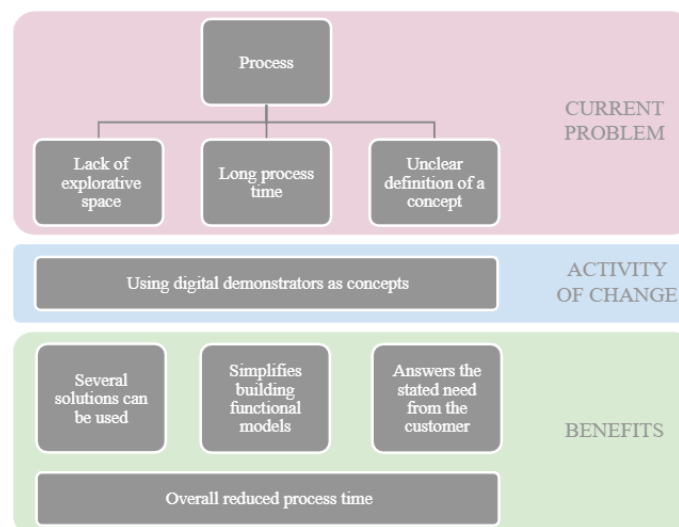 Process
CURRENT
PROBLEM
Lack of
explorative
space
Long process
time
Unclear
definition of a
concept
Using digital demonstrators as concepts
ACTIVITY
OF CHANGE
Several
solutions can
be used
Simplifies
building
functional
models
Answers the
stated need
from the
customer
BENEFITS
Overall reduced process time